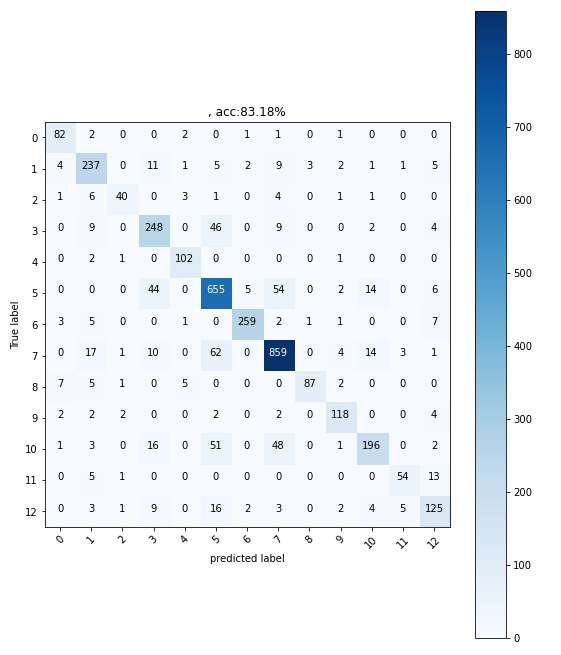 , acc:83.18%
0 82 2 0 0 2 0 1 1 0 1 0 0 0
1 4 237 0 11 1 5 2 9 3 2 1 1 5
2 1 6 40 0 3 1 0 4 0 1 1 0 0
3 0 9 0 248 0 46 0 9 0 0 2 0 4
4 0 2 1 0 102 0 0 0 0 1 0 0 0
5 0 0 0 44 0 655 5 54 0 2 14 0 6
6 3 5 0 0 1 0 259 2 1 1 0 0 7
7 0 17 1 10 0 62 0 859 0 4 14 3 1
8 7 5 1 0 5 0 0 0 87 2 0 0 0
9 2 2 2 0 0 2 0 2 0 118 0 0 4
10 1 3 0 16 0 51 0 48 0 1 196 0 2
11 0 5 1 0 0 0 0 0 0 0 0 54 13
12 0 3 1 9 0 16 2 3 0 2 4 5 125
0 1 2 3 4 5 6 7 8 9 10 11 12
predicted label
True label
800
700
600
500
400
300
200
100
0